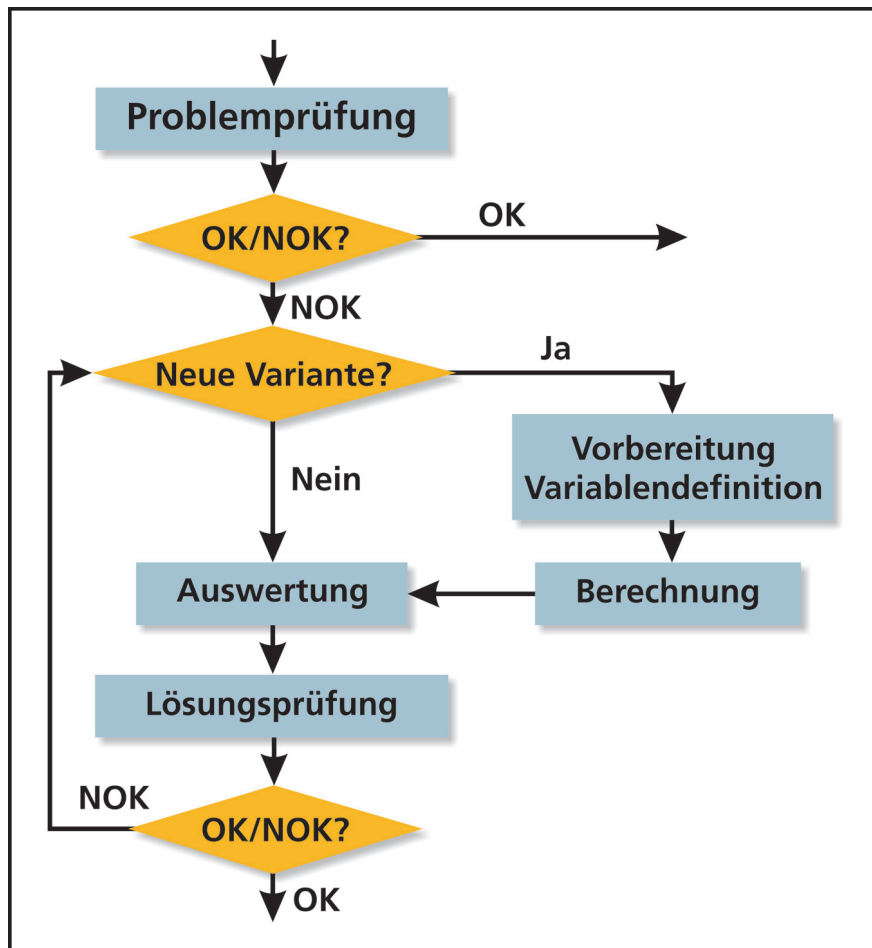 Problemprüfung
OK/NOK?
OK
NOK
Neue Variante?
Ja
Vorbereitung
Variablendefinition
Nein
Auswertung
Berechnung
Lösungsprüfung
NOK
OK/NOK?
OK